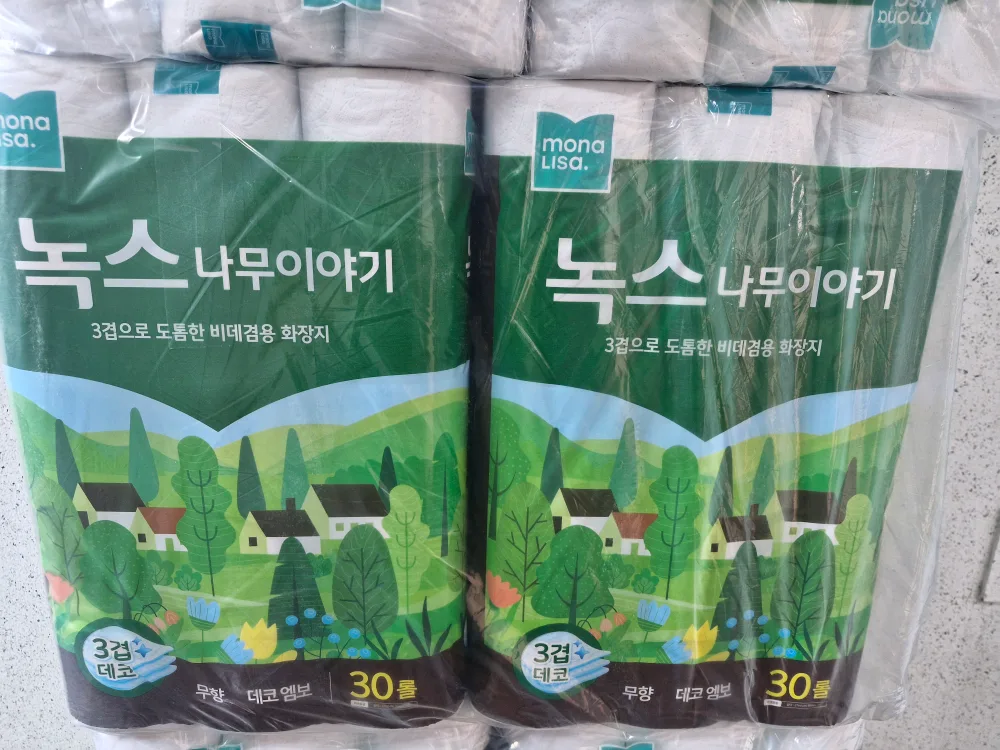 mona
LISA.
녹스 나무이야기
3겹으로 도톰한 비데겸용 화장지
3겹
데코
무향 데코 엠보 30롤
mona
LISA.
녹스 나무이야기
3겹으로 도톰한 비데겸용 화장지
3겹
데코
무향 데코 엠보 30롤
mona